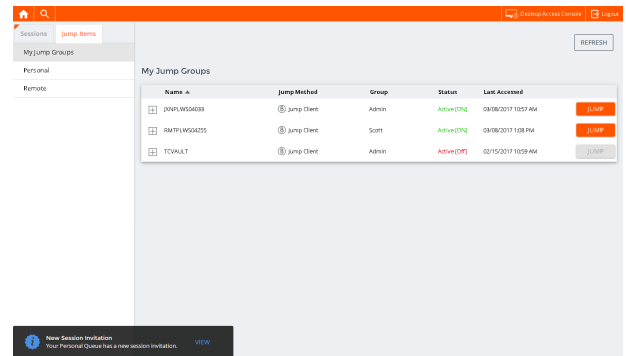 Desktop Access Console Logout
Sessions Jump Items
REFRESH
My Jump Groups
Personal
Remote
My Jump Groups
Name Jump Method Group Status Last Accessed
JXNPLWS04033 B Jump Client Admin Active [ON] 03/08/2017 10:57 AM JUMP
RMTPLWS04255 B Jump Client Scott Active [ON] 03/08/2017 1:08 PM JUMP
TCVAULT B Jump Client Admin Active [Off] 02/15/2017 10:59 AM JUMP
New Session Invitation
Your Personal Queue has a new session invitation. VIEW